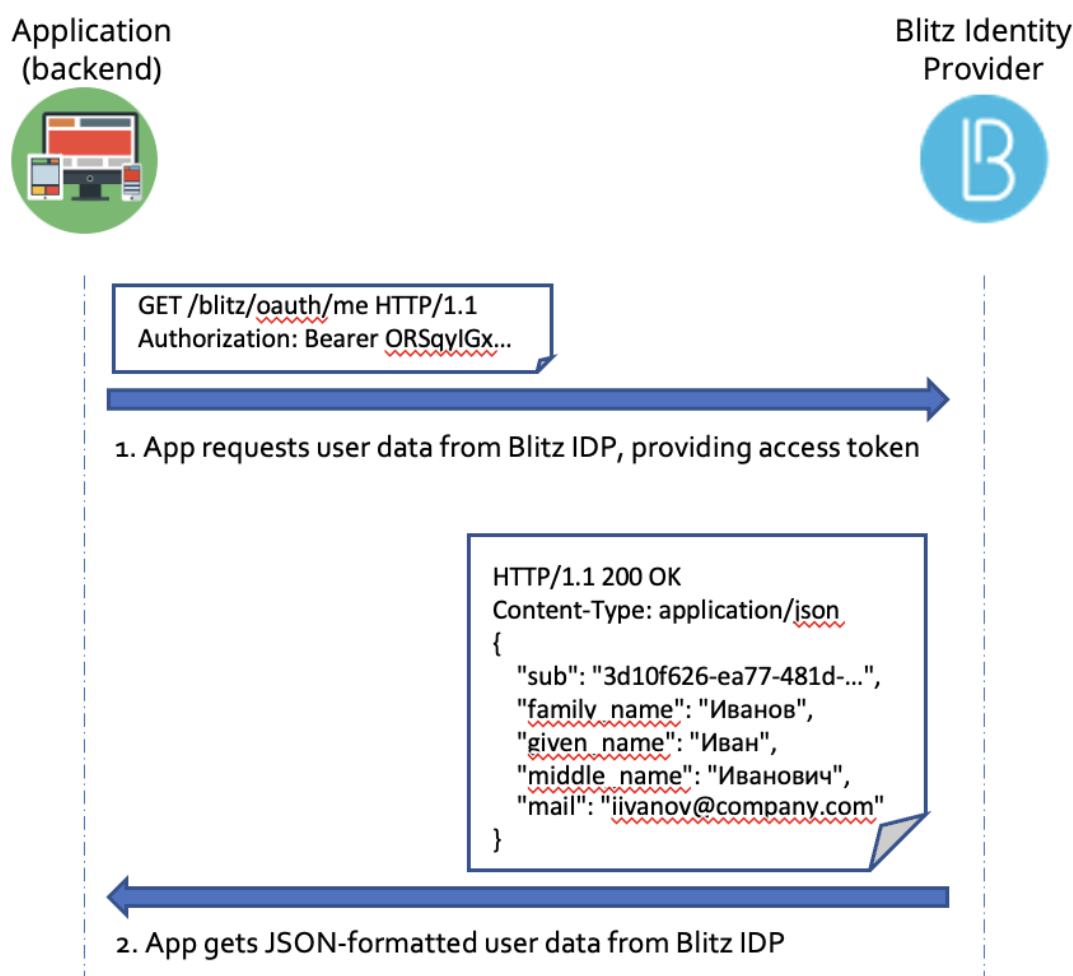 Application
(backend)
Blitz Identity
Provider
GET /blitz/oauth/me HTTP/1.1
Authorization: Bearer ORSqyIGx...
1. App requests user data from Blitz IDP, providing access token
HTTP/1.1 200 OK
Content-Type: application/json
{
"sub": "3d10f626-ea77-481d-...",
"family_name": "Иванов",
"given_name": "Иван",
"middle_name": "Иванович",
"mail": "iivanov@company.com"
}
2. App gets JSON-formatted user data from Blitz IDP